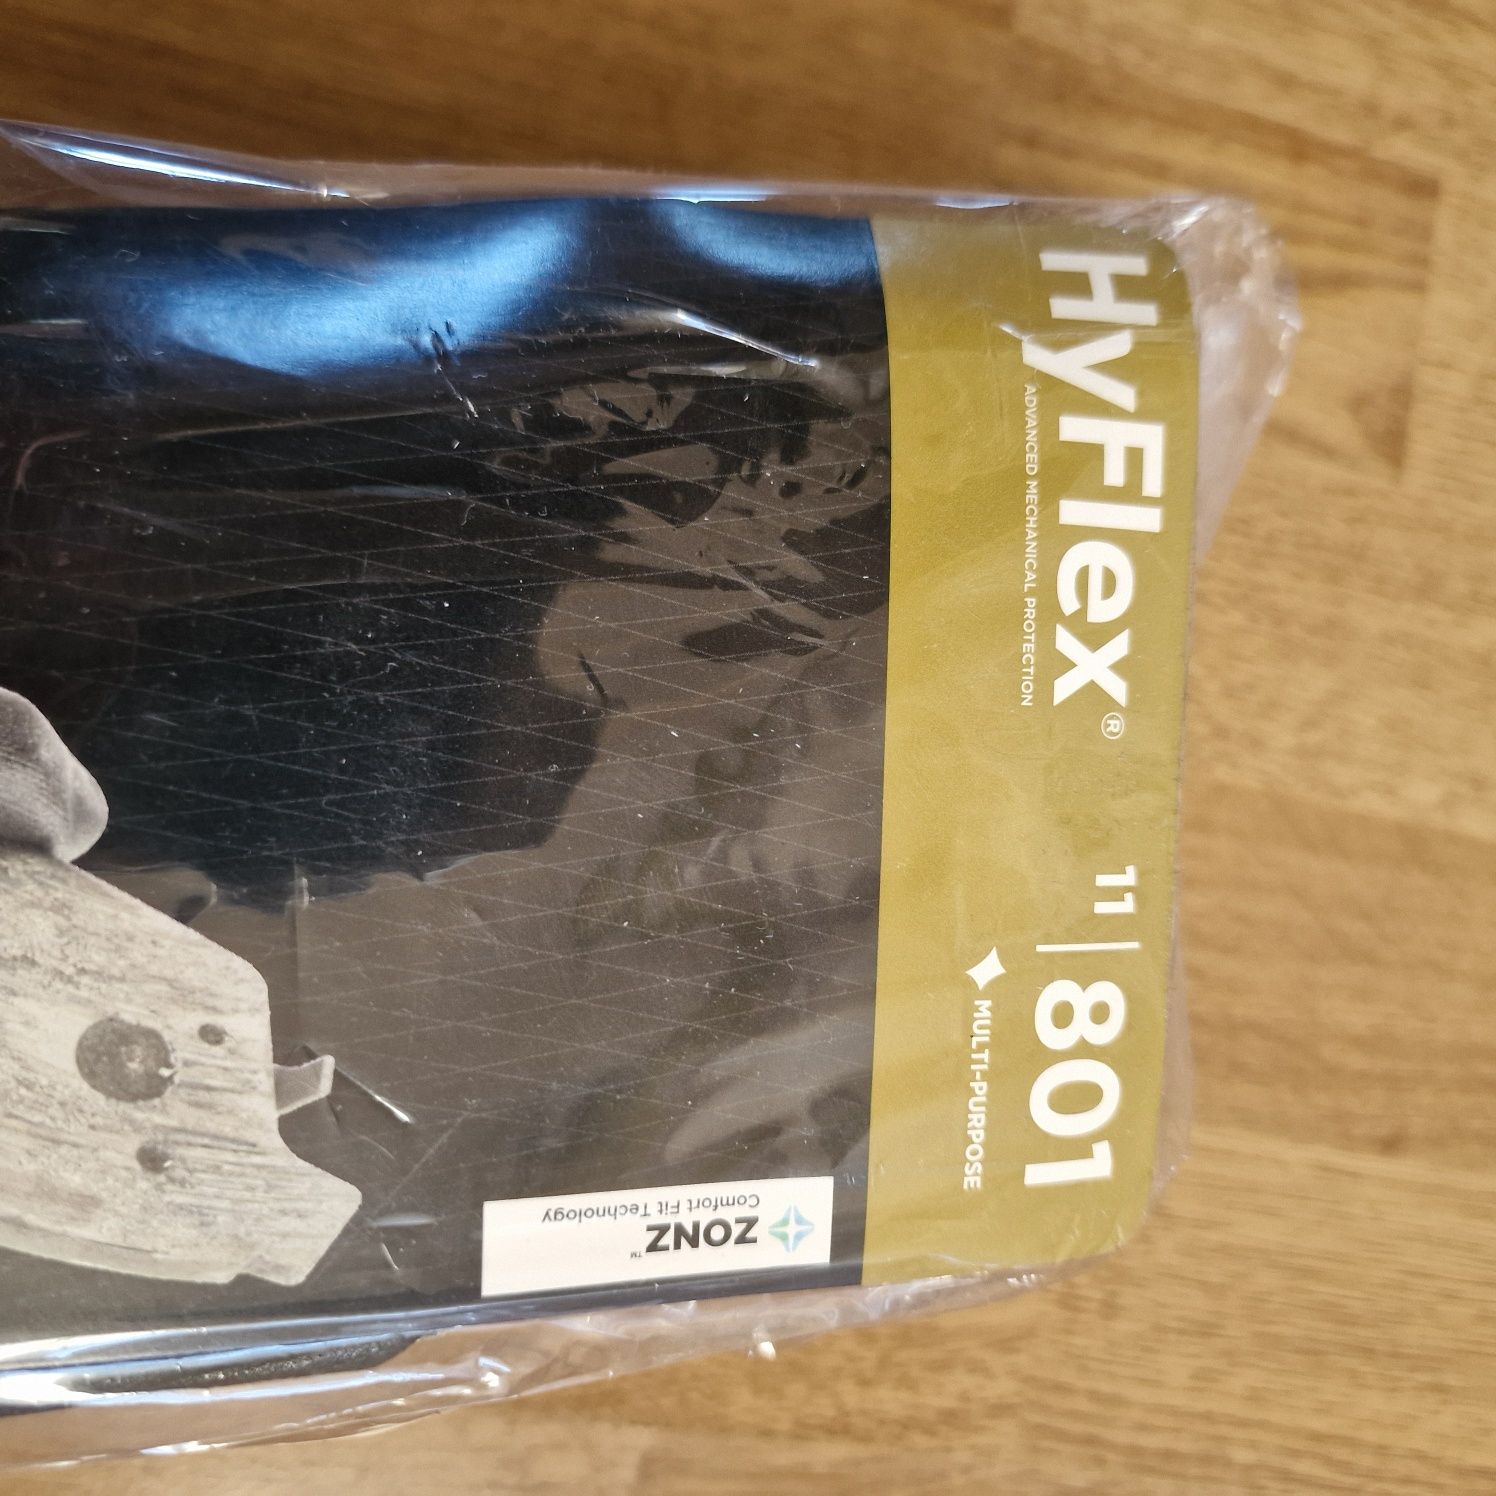 HyFlex®
ADVANCED MECHANICAL PROTECTION
11|801
MULTI-PURPOSE
ZONZ™
Comfort Fit Technology